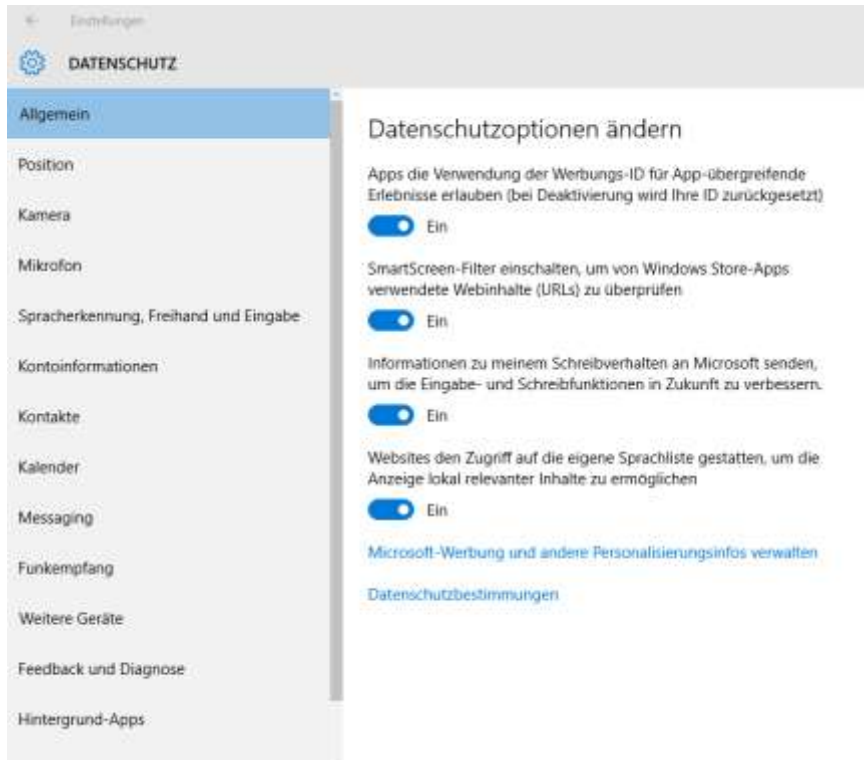 Einstellungen
DATENSCHUTZ
Allgemein
Position
Kamera
Mikrofon
Spracherkennung, Freihand und Eingabe
Kontoinformationen
Kontakte
Kalender
Messaging
Funkempfang
Weitere Geräte
Feedback und Diagnose
Hintergrund-Apps
Datenschutzoptionen ändern
Apps die Verwendung der Werbungs-ID für App-übergreifende
Erlebnisse erlauben (bei Deaktivierung wird Ihre ID zurückgesetzt)
Ein
SmartScreen-Filter einschalten, um von Windows Store-Apps
verwendete Webinhalte (URLs) zu überprüfen
Ein
Informationen zu meinem Schreibverhalten an Microsoft senden,
um die Eingabe- und Schreibfunktionen in Zukunft zu verbessern.
Ein
Websites den Zugriff auf die eigene Sprachliste gestatten, um die
Anzeige lokal relevanter Inhalte zu ermöglichen
Ein
Microsoft-Werbung und andere Personalisierungsinfos verwalten
Datenschutzbestimmungen